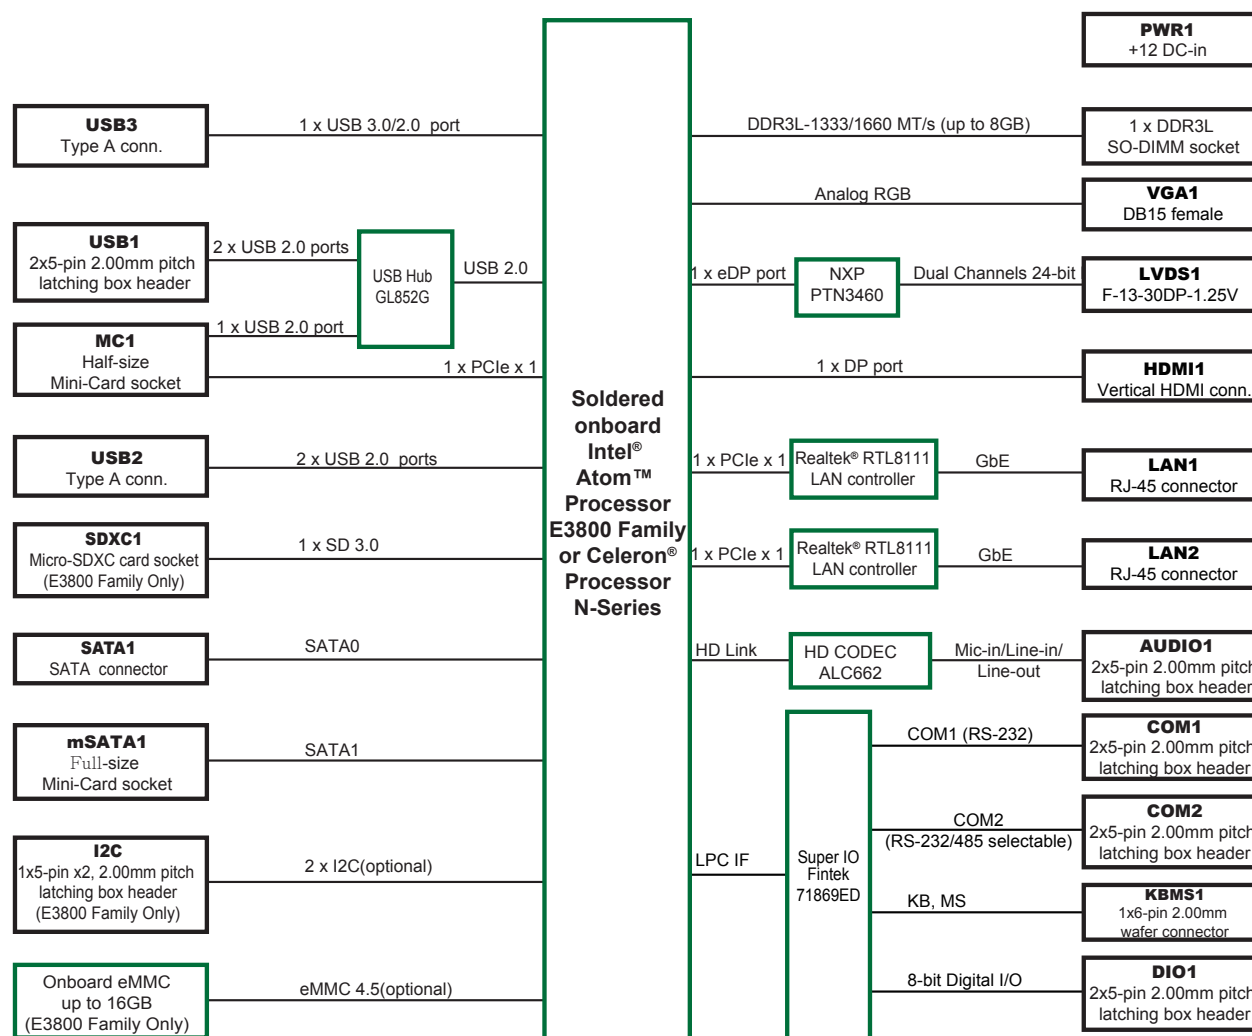 PWR1
+12 DC-in
USB3
Type A conn.
1 x USB 3.0/2.0 port
DDR3L-1333/1660 MT/s (up to 8GB)
1 x DDR3L
SO-DIMM socket
Analog RGB
VGA1
DB15 female
USB1
2x5-pin 2.00mm pitch
latching box header
2 x USB 2.0 ports
USB Hub
GL852G
USB 2.0
1 x eDP port
NXP
PTN3460
Dual Channels 24-bit
LVDS1
F-13-30DP-1.25V
MC1
Half-size
Mini-Card socket
1 x USB 2.0 port
1 x PCIe x 1
1 x DP port
HDMI1
Vertical HDMI conn.
Soldered
onboard
Intel®
Atom™
Processor
E3800 Family
or Celeron®
Processor
N-Series
USB2
Type A conn.
2 x USB 2.0 ports
1 x PCIe x 1
Realtek® RTL8111
LAN controller
GbE
LAN1
RJ-45 connector
SDXC1
Micro-SDXC card socket
(E3800 Family Only)
1 x SD 3.0
1 x PCIe x 1
Realtek® RTL8111
LAN controller
GbE
LAN2
RJ-45 connector
SATA1
SATA connector
SATA0
HD Link
HD CODEC
ALC662
Mic-in/Line-in/
Line-out
AUDIO1
2x5-pin 2.00mm pitch
latching box header
mSATA1
Full-size
Mini-Card socket
SATA1
COM1 (RS-232)
COM1
2x5-pin 2.00mm pitch
latching box header
I2C
1x5-pin x2, 2.00mm pitch
latching box header
(E3800 Family Only)
2 x I2C(optional)
LPC IF
Super IO
Fintek
71869ED
COM2
(RS-232/485 selectable)
COM2
2x5-pin 2.00mm pitch
latching box header
KB, MS
KBMS1
1x6-pin 2.00mm
wafer connector
Onboard eMMC
up to 16GB
(E3800 Family Only)
eMMC 4.5(optional)
8-bit Digital I/O
DIO1
2x5-pin 2.00mm pitch
latching box header